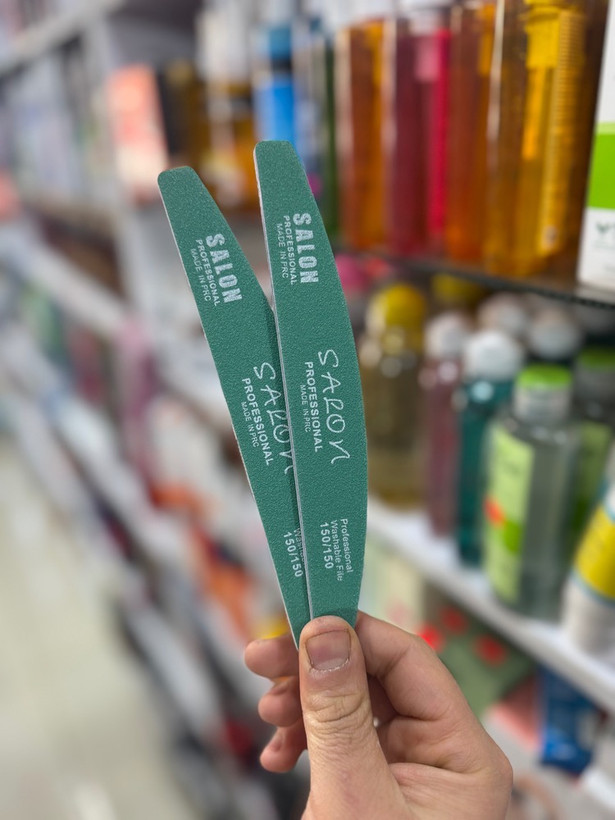 SALON
PROFESSIONAL
MADE IN PRC
SALON
PROFESSIONAL
MADE IN PRC
150/150
SALON
PROFESSIONAL
MADE IN PRC
SALON
PROFESSIONAL
MADE IN PRC
Professional
Washable File
150/150